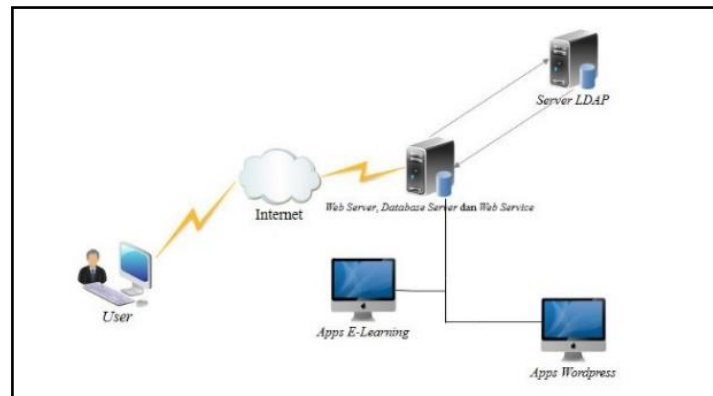 Server LDAP
Internet
Web Server, Database Server dan Web Service
User
Apps E-Learning
Apps Wordpress